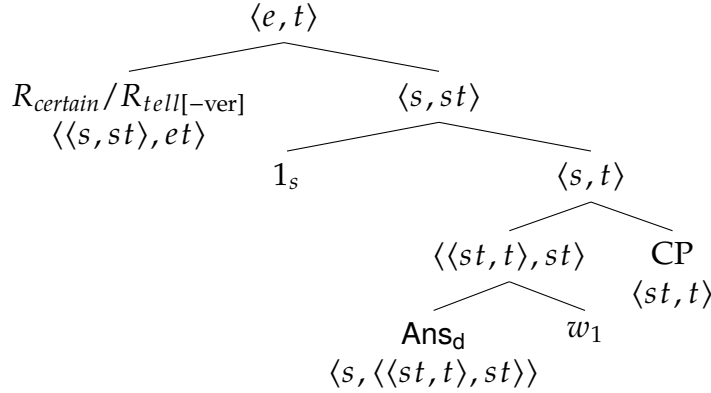 ⟨e, t⟩
R_certain/R_tell[−ver]
⟨s, st⟩
⟨⟨s, st⟩, et⟩
1_s
⟨s, t⟩
⟨⟨st, t⟩, st⟩
CP
⟨st, t⟩
Ans_d
w_1
⟨s, ⟨⟨st, t⟩, st⟩⟩